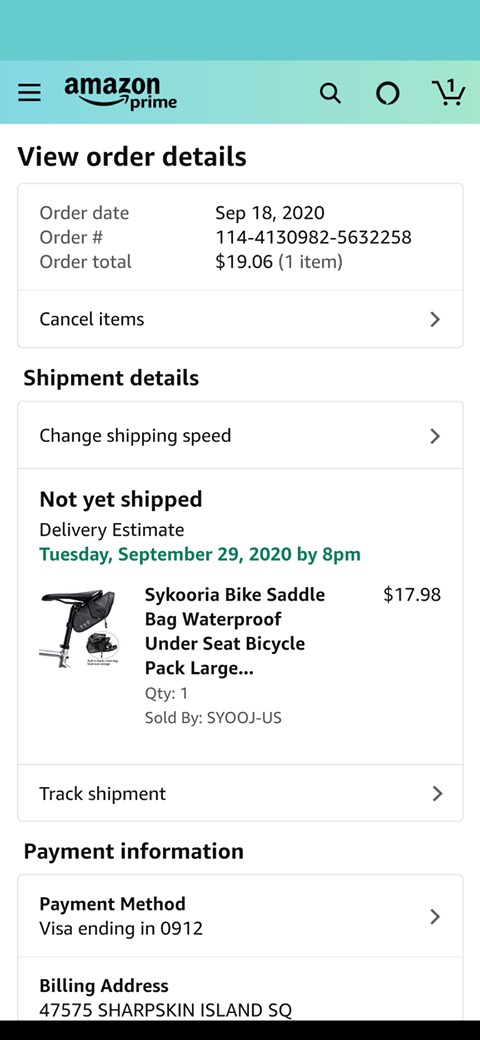 amazon
prime
1
View order details
Order date Sep 18, 2020
Order # 114-4130982-5632258
Order total $19.06 (1 item)
Cancel items
Shipment details
Change shipping speed
Not yet shipped
Delivery Estimate
Tuesday, September 29, 2020 by 8pm
Sykooria Bike Saddle $17.98
Bag Waterproof
Under Seat Bicycle
Pack Large...
Qty: 1
Sold By: SYOOJ-US
Track shipment
Payment information
Payment Method
Visa ending in 0912
Billing Address
47575 SHARPSKIN ISLAND SQ